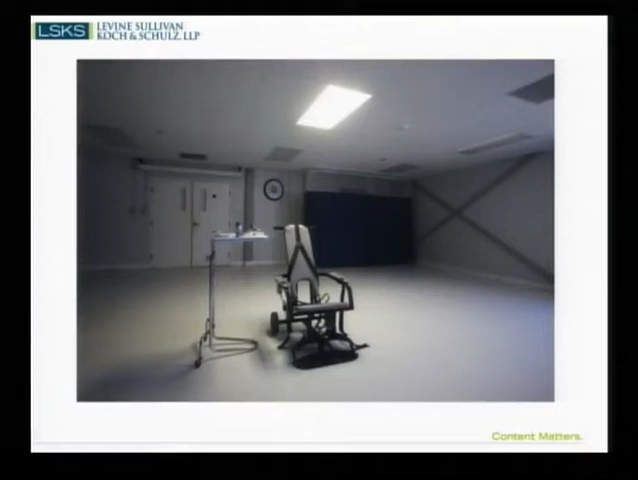 LSKS
LEVINE SULLIVAN
KOCH & SCHULZ, LLP
Content Matters.